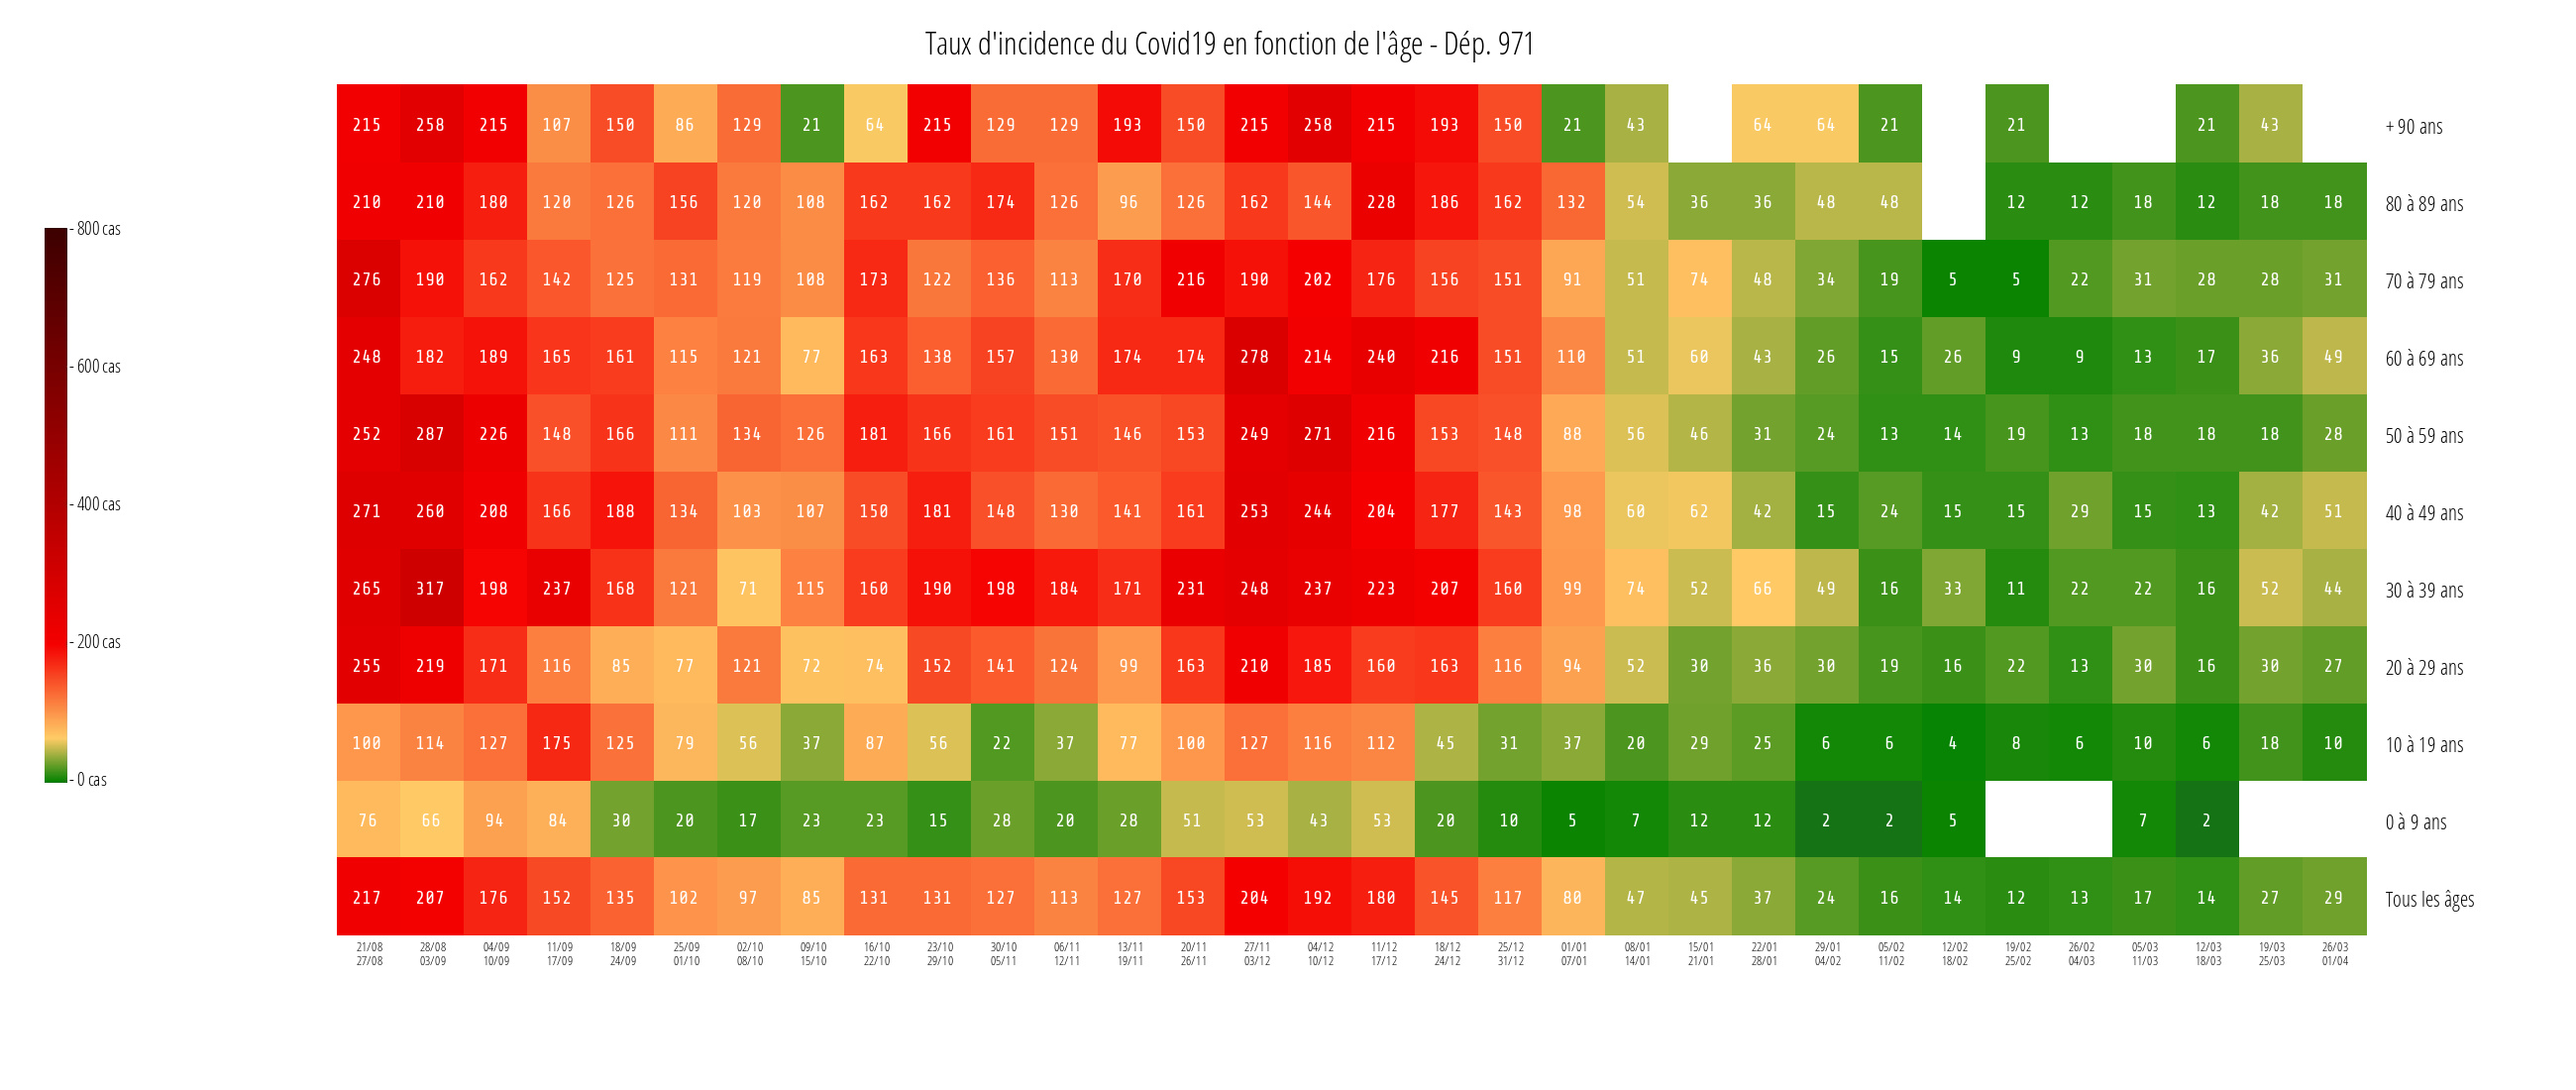 Taux d'incidence du Covid19 en fonction de l'âge - Dép. 971
215 258 215 107 150 86 129 21 64 215 129 129 193 150 215 258 215 193 150 21 43 64 64 21 21 21 43 + 90 ans
210 210 180 120 126 156 120 108 162 162 174 126 96 126 162 144 228 186 162 132 54 36 36 48 48 12 12 18 12 18 18 80 à 89 ans
276 190 162 142 125 131 119 108 173 122 136 113 170 216 190 202 176 156 151 91 51 74 48 34 19 5 5 22 31 28 28 31 70 à 79 ans
248 182 189 165 161 115 121 77 163 138 157 130 174 174 278 214 240 216 151 110 51 60 43 26 15 26 9 9 13 17 36 49 60 à 69 ans
252 287 226 148 166 111 134 126 181 166 161 151 146 153 249 271 216 153 148 88 56 46 31 24 13 14 19 13 18 18 18 28 50 à 59 ans
271 260 208 166 188 134 103 107 150 181 148 130 141 161 253 244 204 177 143 98 60 62 42 15 24 15 15 29 15 13 42 51 40 à 49 ans
265 317 198 237 168 121 71 115 160 190 198 184 171 231 248 237 223 207 160 99 74 52 66 49 16 33 11 22 22 16 52 44 30 à 39 ans
255 219 171 116 85 77 121 72 74 152 141 124 99 163 210 185 160 163 116 94 52 30 36 30 19 16 22 13 30 16 30 27 20 à 29 ans
100 114 127 175 125 79 56 37 87 56 22 37 77 100 127 116 112 45 31 37 20 29 25 6 6 4 8 6 10 6 18 10 10 à 19 ans
76 66 94 84 30 20 17 23 23 15 28 20 28 51 53 43 53 20 10 5 7 12 12 2 2 5 7 2 0 à 9 ans
217 207 176 152 135 102 97 85 131 131 127 113 127 153 204 192 180 145 117 80 47 45 37 24 16 14 12 13 17 14 27 29 Tous les âges
21/08 28/08 04/09 11/09 18/09 25/09 02/10 09/10 16/10 23/10 30/10 06/11 13/11 20/11 27/11 04/12 11/12 18/12 25/12 01/01 08/01 15/01 22/01 29/01 05/02 12/02 19/02 26/02 05/03 12/03 19/03 26/03
27/08 03/09 10/09 17/09 24/09 01/10 08/10 15/10 22/10 29/10 05/11 12/11 19/11 26/11 03/12 10/12 17/12 24/12 31/12 07/01 14/01 21/01 28/01 04/02 11/02 18/02 25/02 04/03 11/03 18/03 25/03 01/04
- 800 cas
- 600 cas
- 400 cas
- 200 cas
- 0 cas